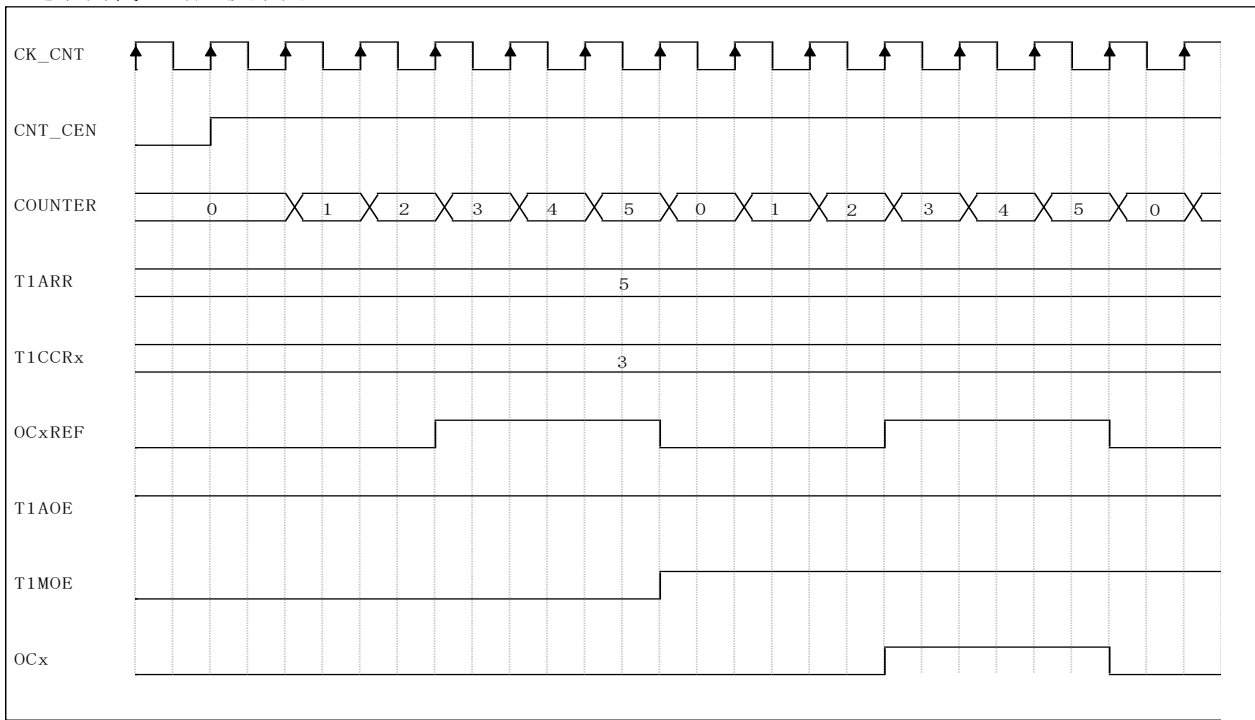 CK_CNT
CNT_CEN
COUNTER 0 1 2 3 4 5 0 1 2 3 4 5 0
T1ARR 5
T1CCRx 3
OCxREF
T1AOE
T1MOE
OCx